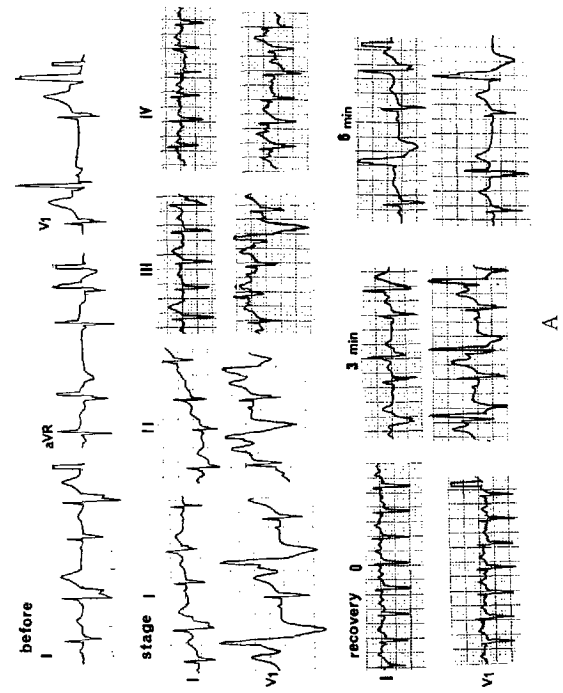 before
I aVR V1
stage I II III IV
I
V1
recovery 0 3 min 6 min
I
V1
A